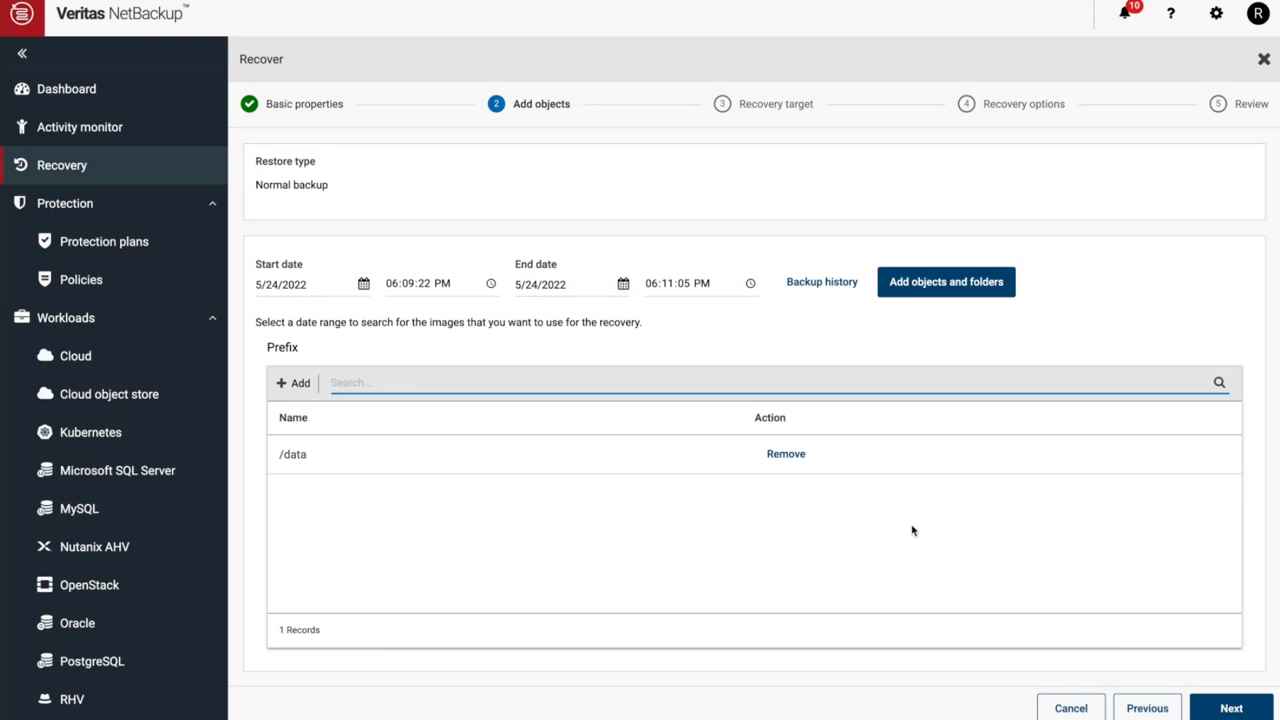 Veritas NetBackup™
10
?
R
Dashboard
Activity monitor
Recovery
Protection
Protection plans
Policies
Workloads
Cloud
Cloud object store
Kubernetes
Microsoft SQL Server
MySQL
Nutanix AHV
OpenStack
Oracle
PostgreSQL
RHV
Recover
Basic properties
2 Add objects
3 Recovery target
4 Recovery options
5 Review
Restore type
Normal backup
Start date End date
5/24/2022 06:09:22 PM 5/24/2022 06:11:05 PM Backup history Add objects and folders
Select a date range to search for the images that you want to use for the recovery.
Prefix
+ Add Search...
Name Action
/data Remove
1 Records
Cancel Previous Next